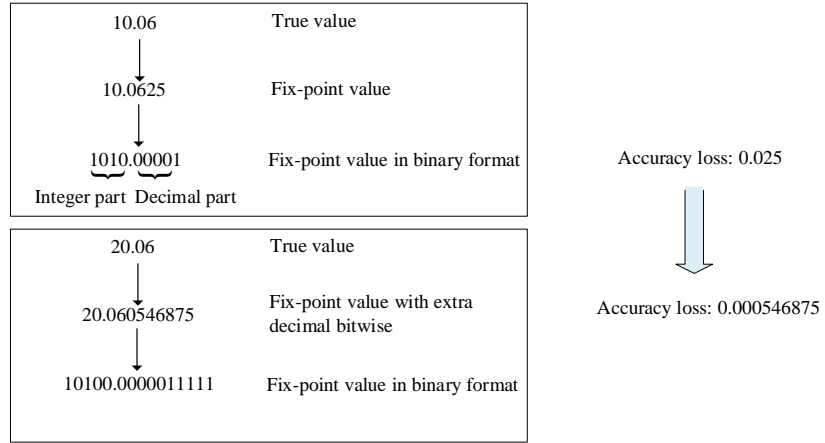 10.06 True value
10.0625 Fix-point value
1010.00001 Fix-point value in binary format
Integer part Decimal part
20.06 True value
20.060546875 Fix-point value with extra
decimal bitwise
10100.0000011111 Fix-point value in binary format
Accuracy loss: 0.025
Accuracy loss: 0.000546875